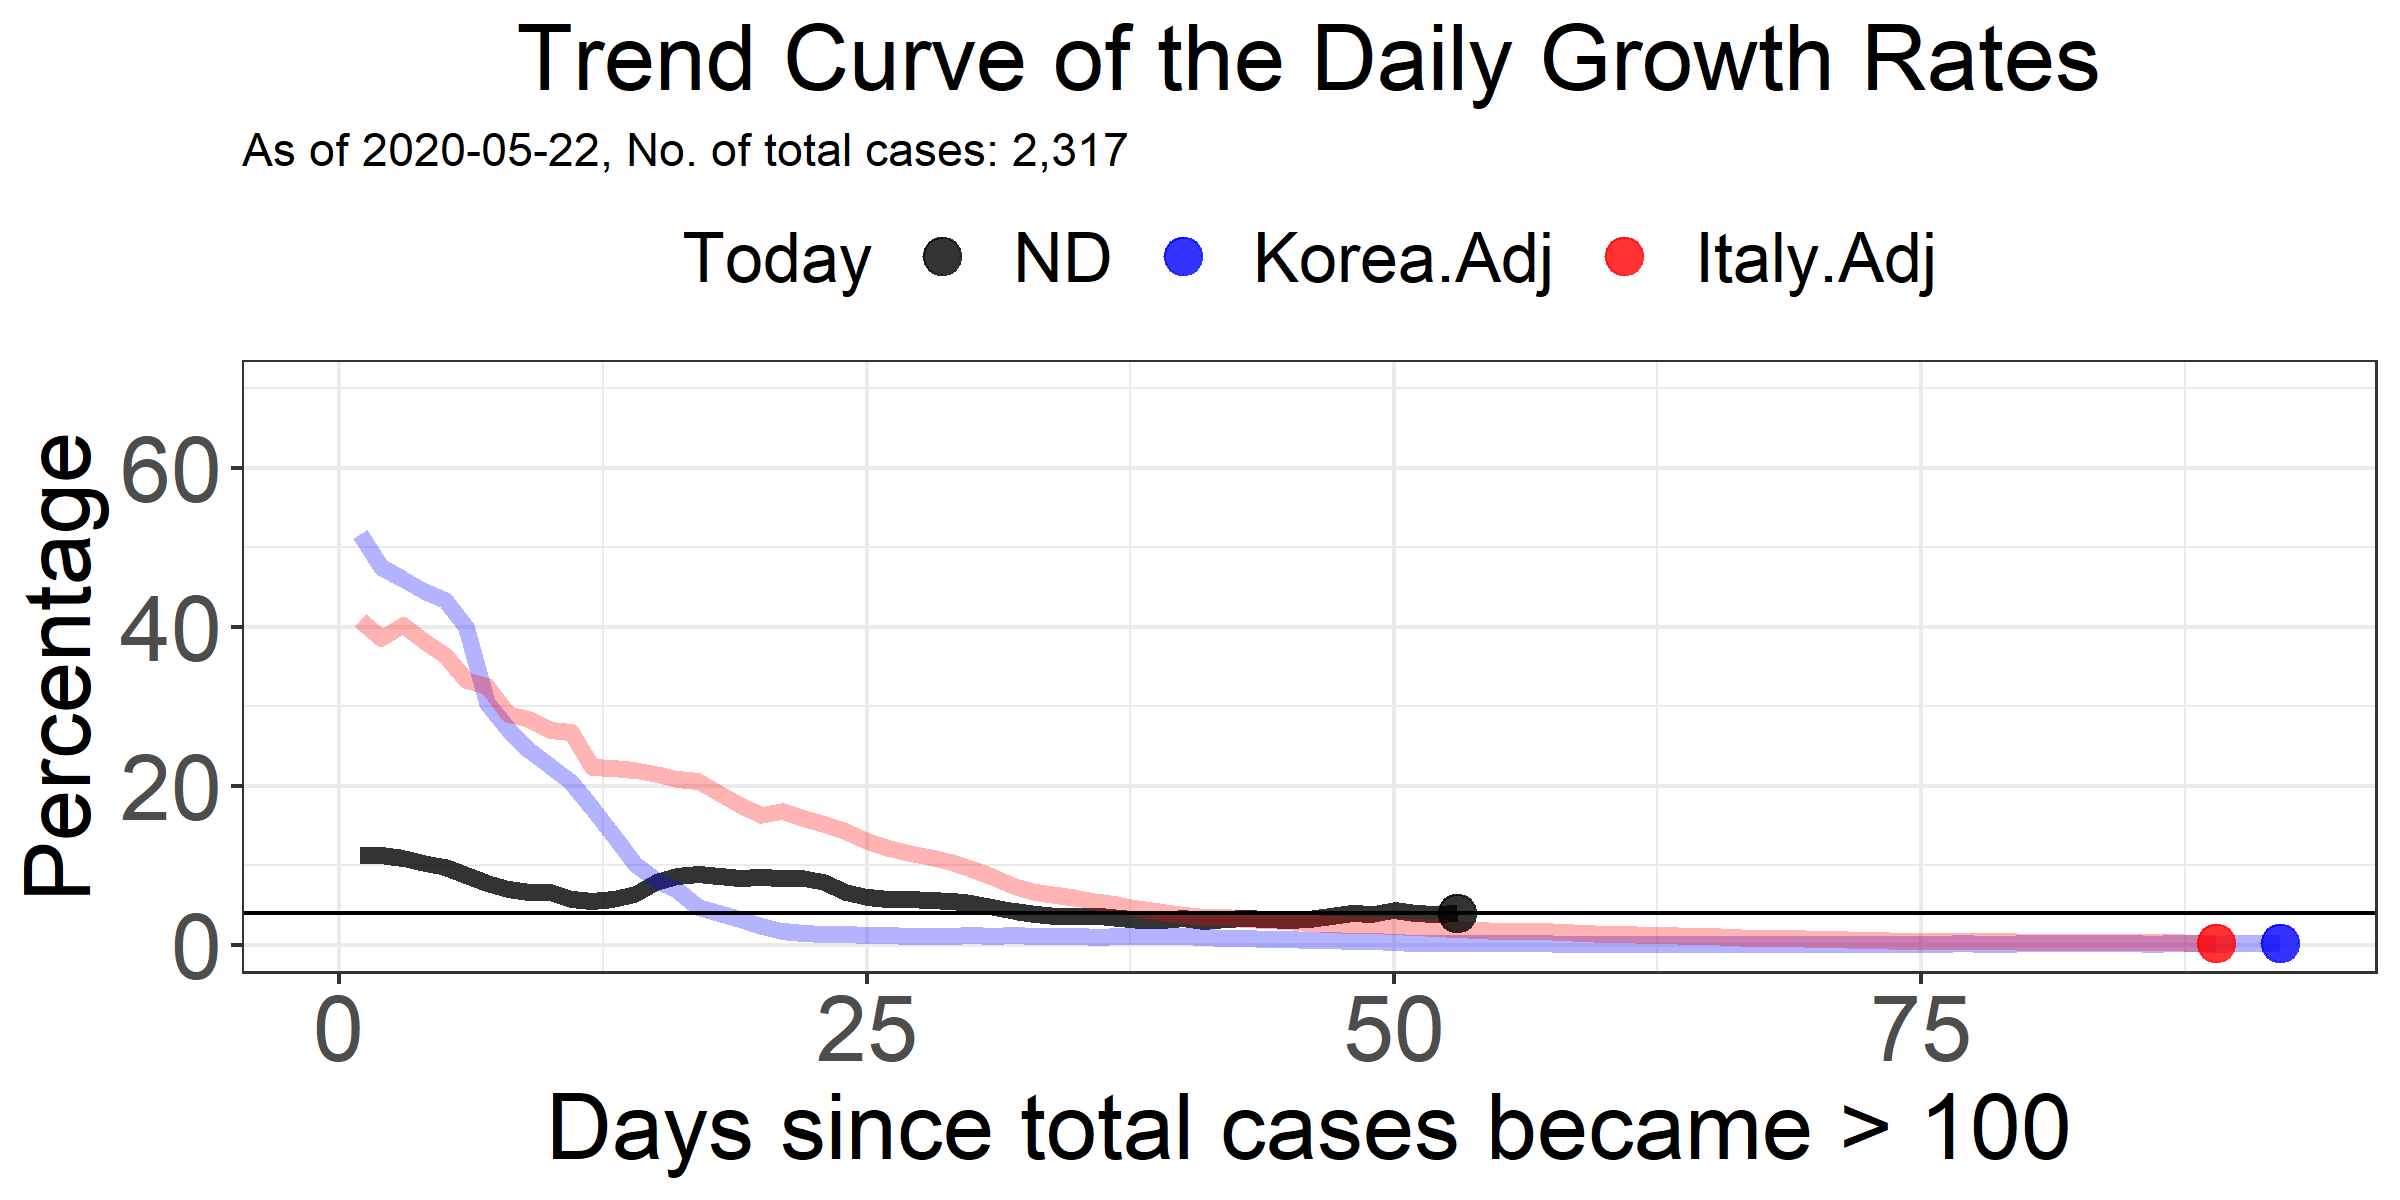 Trend Curve of the Daily Growth Rates
As of 2020-05-22, No. of total cases: 2,317
Today ND Korea.Adj Italy.Adj
Percentage
60
40
20
0
0 25 50 75
Days since total cases became > 100